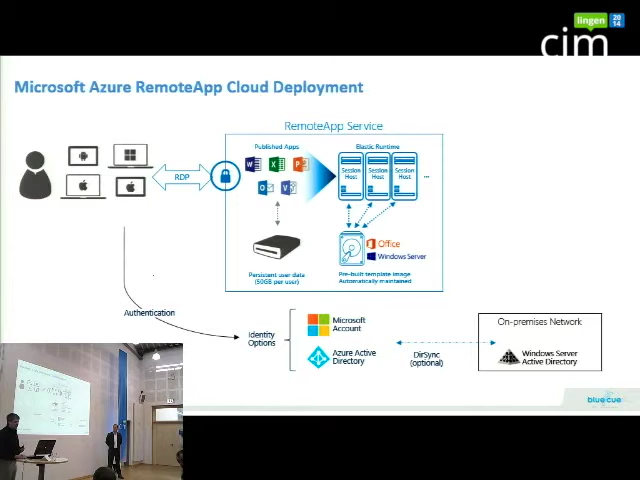 lingen
20
14
cim
Microsoft Azure RemoteApp Cloud Deployment
RemoteApp Service
Published Apps
Elastic Runtime
Session
Host
Session
Host
Session
Host
...
RDP
Office
Windows Server
Persistent user data
(50GB per user)
Pre-built template image
Automatically maintained
Authentication
Identity
Options
Microsoft
Account
Azure Active
Directory
DirSync
(optional)
On-premises Network
Windows Server
Active Directory
blue cue